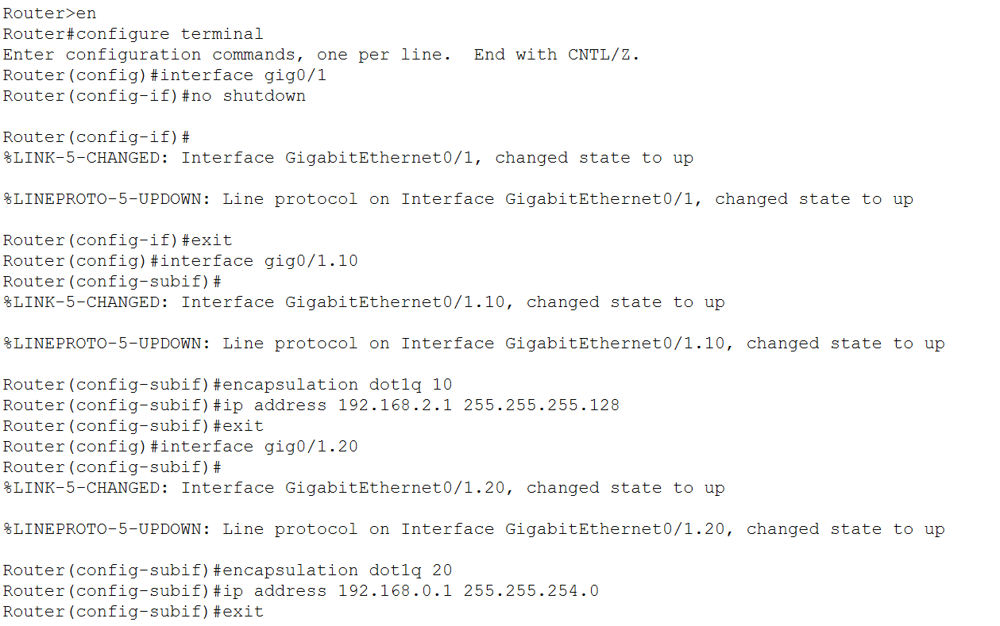 Router>en
Router#configure terminal
Enter configuration commands, one per line.  End with CNTL/Z.
Router(config)#interface gig0/1
Router(config-if)#no shutdown

Router(config-if)#
%LINK-5-CHANGED: Interface GigabitEthernet0/1, changed state to up

%LINEPROTO-5-UPDOWN: Line protocol on Interface GigabitEthernet0/1, changed state to up

Router(config-if)#exit
Router(config)#interface gig0/1.10
Router(config-subif)#
%LINK-5-CHANGED: Interface GigabitEthernet0/1.10, changed state to up

%LINEPROTO-5-UPDOWN: Line protocol on Interface GigabitEthernet0/1.10, changed state to up

Router(config-subif)#encapsulation dot1q 10
Router(config-subif)#ip address 192.168.2.1 255.255.255.128
Router(config-subif)#exit
Router(config)#interface gig0/1.20
Router(config-subif)#
%LINK-5-CHANGED: Interface GigabitEthernet0/1.20, changed state to up

%LINEPROTO-5-UPDOWN: Line protocol on Interface GigabitEthernet0/1.20, changed state to up

Router(config-subif)#encapsulation dot1q 20
Router(config-subif)#ip address 192.168.0.1 255.255.254.0
Router(config-subif)#exit